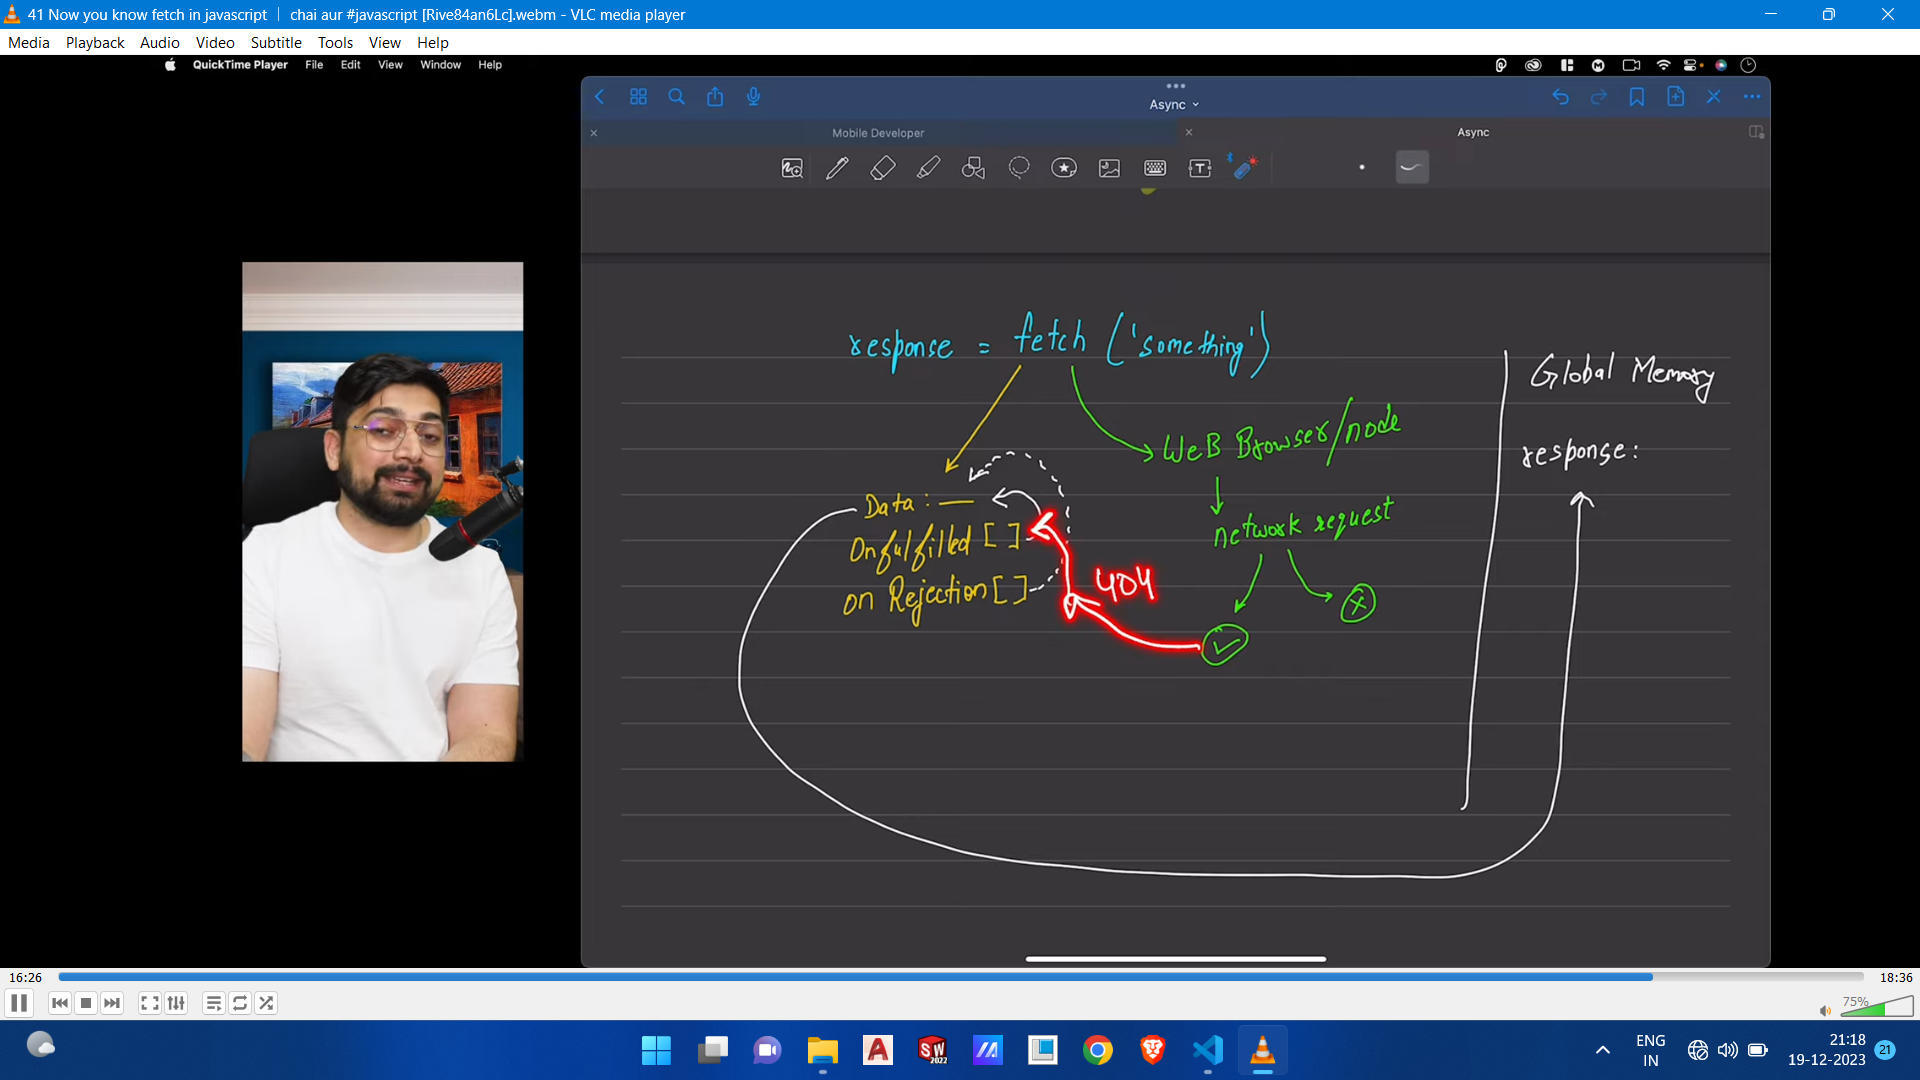 41 Now you know fetch in javascript ｜ chai aur #javascript [Rive84an6Lc].webm - VLC media player
Media Playback Audio Video Subtitle Tools View Help
QuickTime Player File Edit View Window Help
Async
Mobile Developer
Async
response = fetch ('something')
Global Memory
Web Browser/node
response:
Data : —
network request
Onfulfilled [ ]
on Rejection [ ]
404
16:26
18:36
75%
ENG
IN
21:18
19-12-2023
21
SW
2022